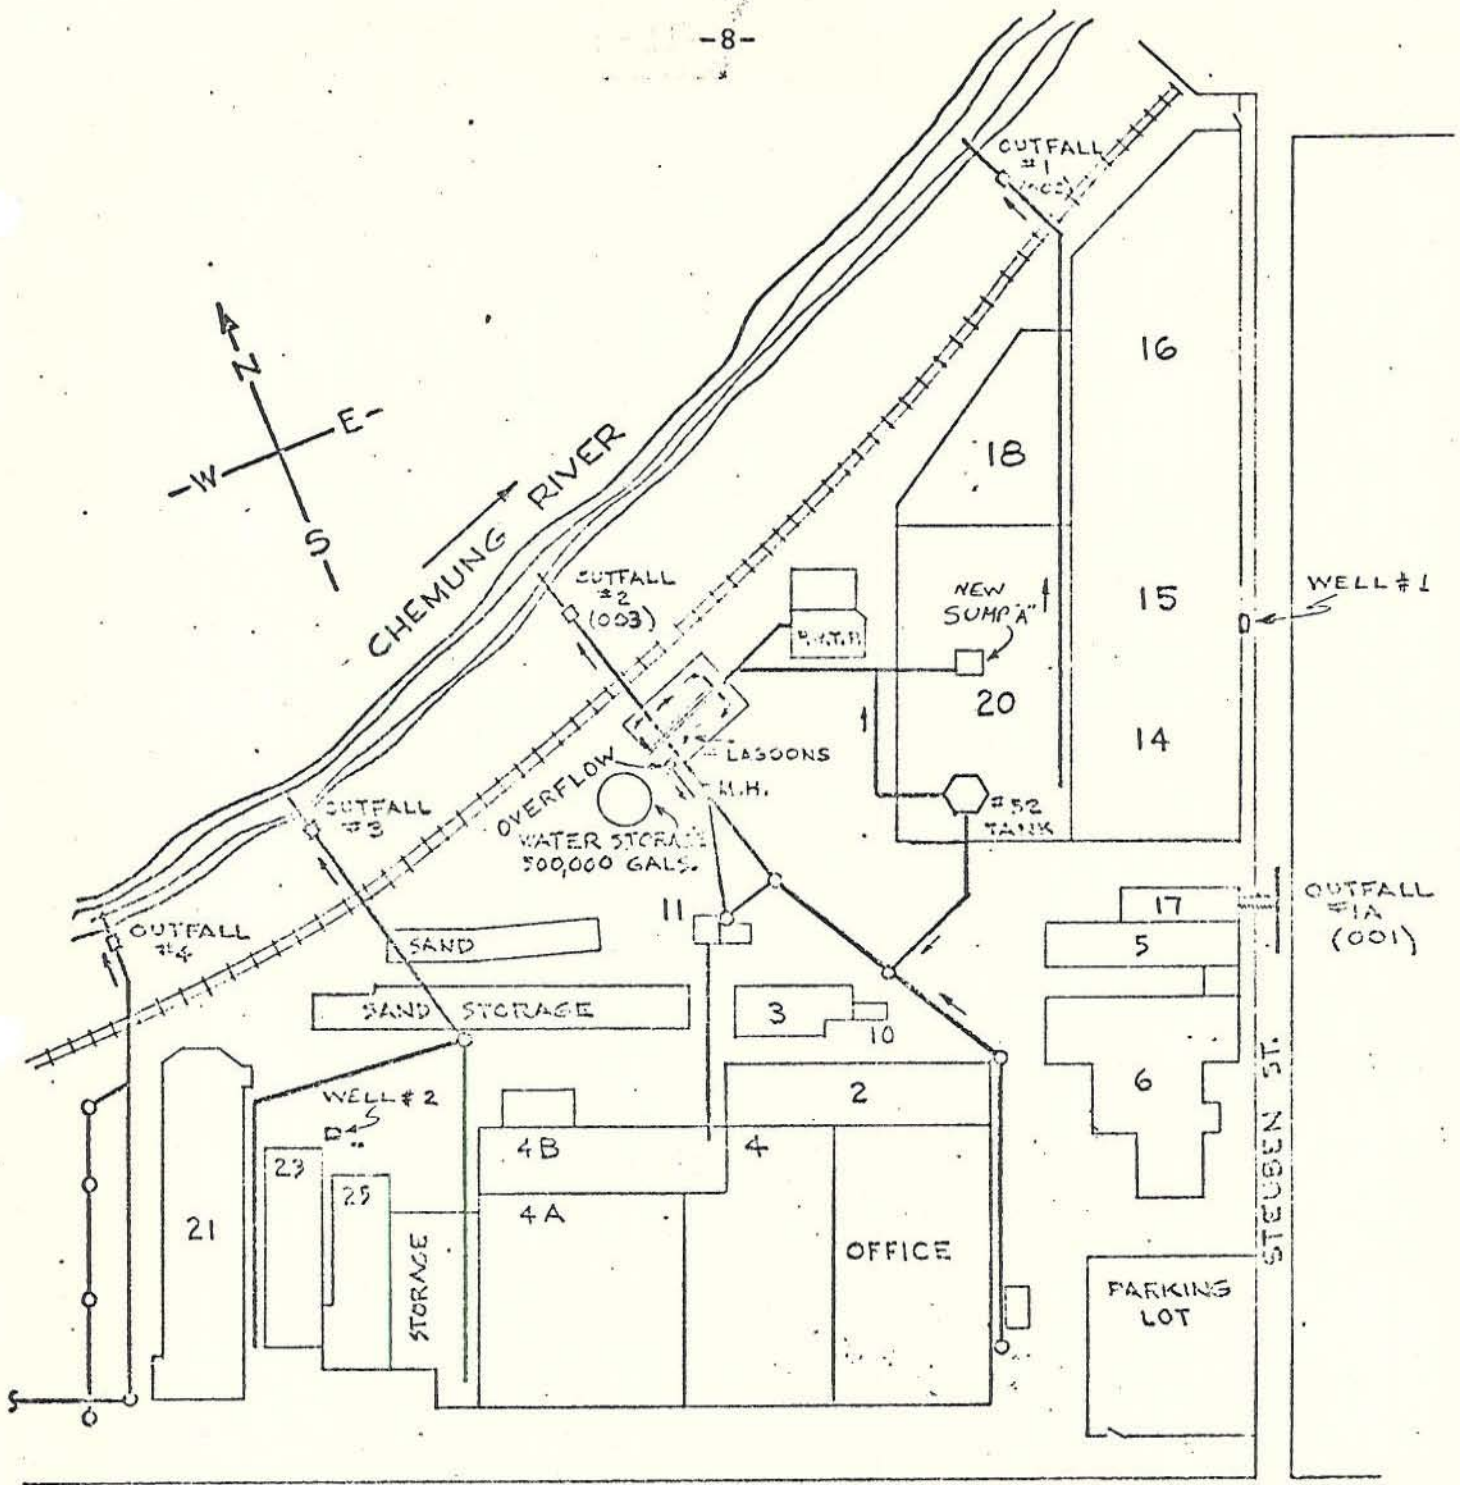 -8-
OUTFALL
#1
16
N
E-
-W
S
18
CHEMUNG RIVER
OUTFALL
#2
(003)
NEW
SUMP "A"
15
WELL #1
20
14
LAGOONS
OVERFLOW
M.H.
#52
TANK
OUTFALL
#3
WATER STORAGE
500,000 GALS.
11
17
OUTFALL
#1A
(001)
OUTFALL
#4
SAND
5
SAND STORAGE
3
10
6
2
WELL #2
4B
4
23
25
4A
21
STORAGE
OFFICE
STEUBEN ST.
PARKING
LOT